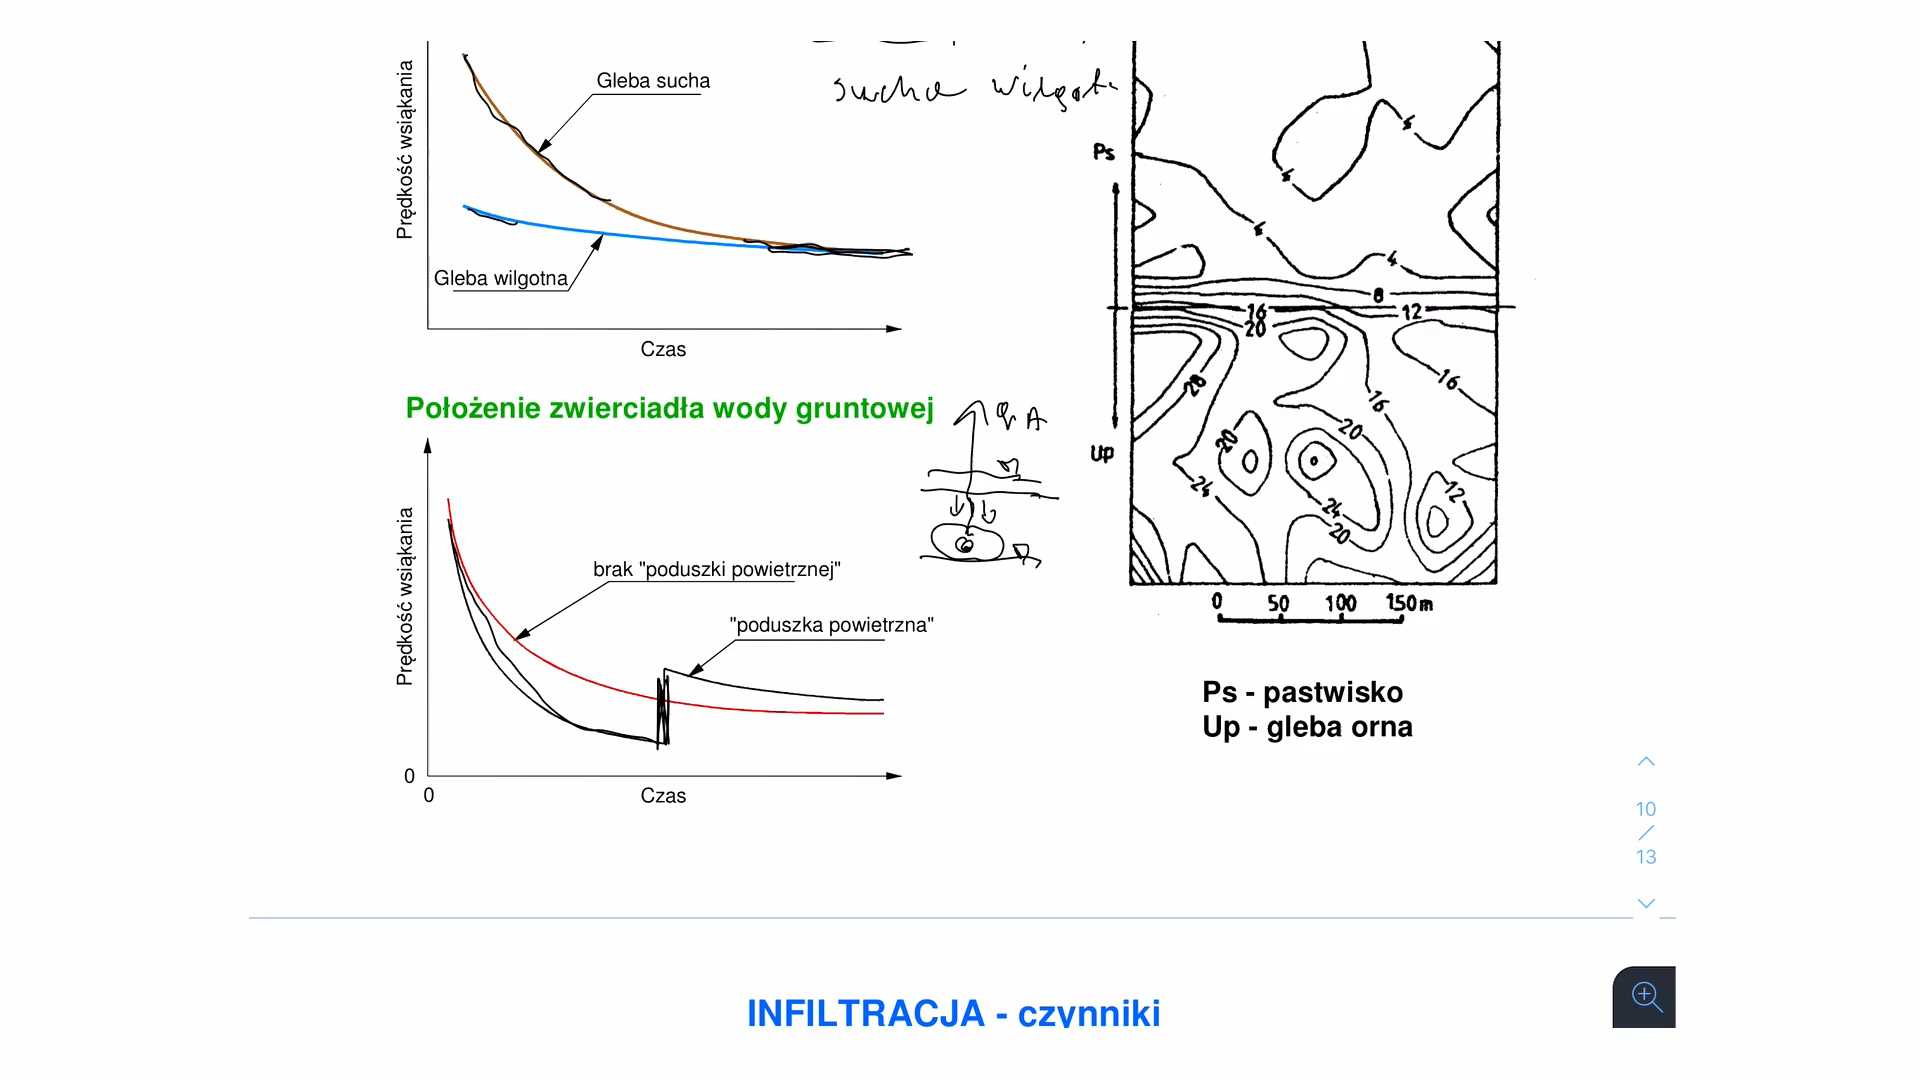 Prędkość wsiąkania
Gleba sucha
Gleba wilgotna
Czas
sucha wilgotn
Położenie zwierciadła wody gruntowej
Prędkość wsiąkania
brak "poduszki powietrznej"
"poduszka powietrzna"
0
0
Czas
Ps
Up
4
4
4
4
8
16
12
20
28
16
16
20
20
24
24
20
12
0 50 100 150m
Ps - pastwisko
Up - gleba orna
10
/
13
INFILTRACJA - czynniki